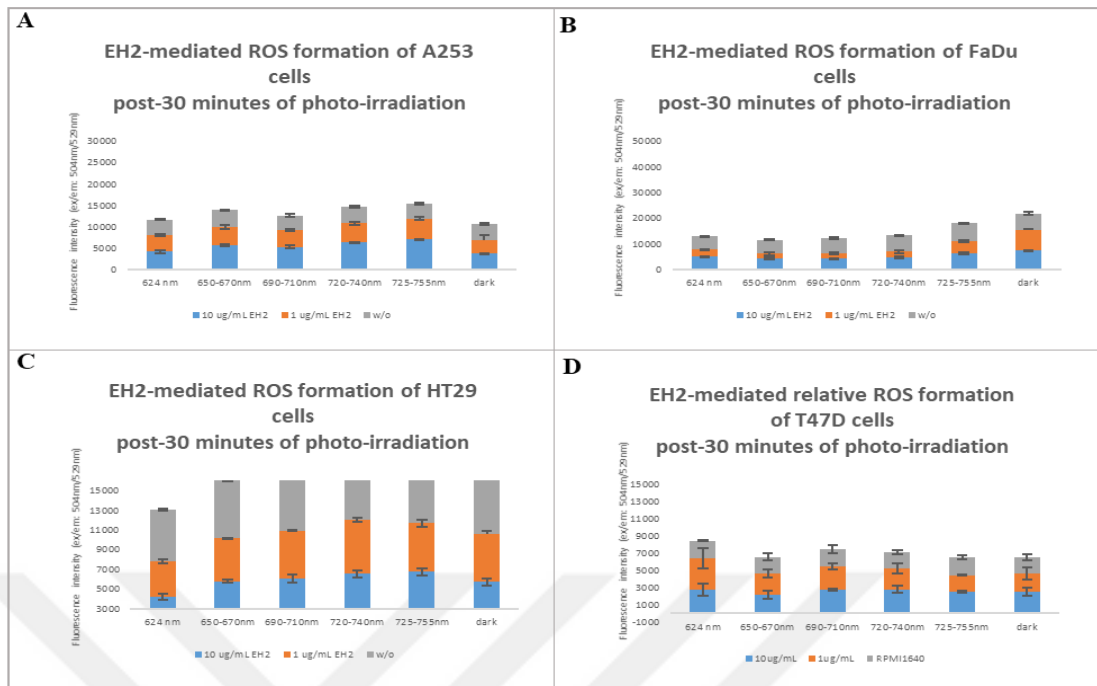 A
EH2-mediated ROS formation of A253
cells
post-30 minutes of photo-irradiation
Fluorescence intensity (ex/em: 504nm/529nm)
30000
25000
20000
15000
10000
5000
0
624 nm 650-670nm 690-710nm 720-740nm 725-755nm dark
10 ug/mL EH2 1 ug/mL EH2 w/o
B
EH2-mediated ROS formation of FaDu
cells
post-30 minutes of photo-irradiation
Fluorescence intensity (ex/em: 504nm/529nm)
50000
40000
30000
20000
10000
0
624 nm 650-670nm 690-710nm 720-740nm 725-755nm dark
10 ug/mL EH2 1 ug/mL EH2 w/o
C
EH2-mediated ROS formation of HT29
cells
post-30 minutes of photo-irradiation
Fluorescence intensity (ex/em: 504nm/529nm)
15000
13000
11000
9000
7000
5000
3000
624 nm 650-670nm 690-710nm 720-740nm 725-755nm dark
10 ug/mL EH2 1 ug/mL EH2 w/o
D
EH2-mediated relative ROS formation
of T47D cells
post-30 minutes of photo-irradiation
Fluorescence intensity (ex/em: 504nm/529nm)
15000
13000
11000
9000
7000
5000
3000
1000
-1000
624 nm 650-670nm 690-710nm 720-740nm 725-755nm dark
10ug/mL 1ug/mL RPMI1640